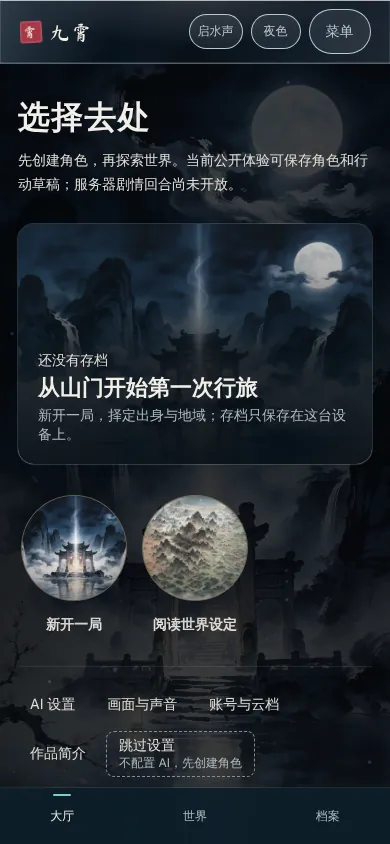 霄 九霄 启水声 夜色 菜单
选择去处
先创建角色，再探索世界。当前公开体验可保存角色和行
动草稿；服务器剧情回合尚未开放。
还没有存档
从山门开始第一次行旅
新开一局，择定出身与地域；存档只保存在这台设
备上。
新开一局 阅读世界设定
AI 设置 画面与声音 账号与云档
作品简介 跳过设置
不配置 AI，先创建角色
大厅 世界 档案